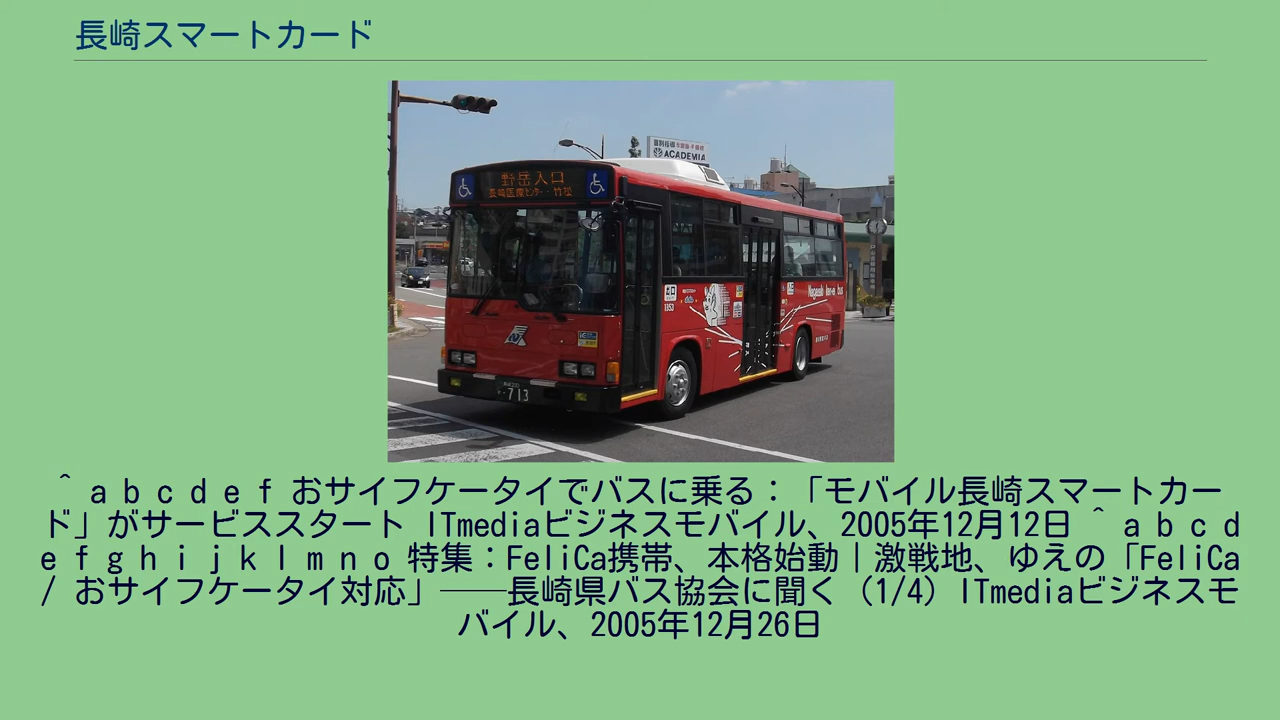 長崎スマートカード
ACADEMIA
野岳入口
長崎医療センター・竹松
1353
Nagasaki ken-ei bus
713
^ a b c d e f おサイフケータイでバスに乗る：「モバイル長崎スマートカー
ド」がサービススタート ITmediaビジネスモバイル、2005年12月12日 ^ a b c d
e f g h i j k l m n o 特集：FeliCa携帯、本格始動｜激戦地、ゆえの「FeliCa
/ おサイフケータイ対応」――長崎県バス協会に聞く（1/4）ITmediaビジネスモ
バイル、2005年12月26日